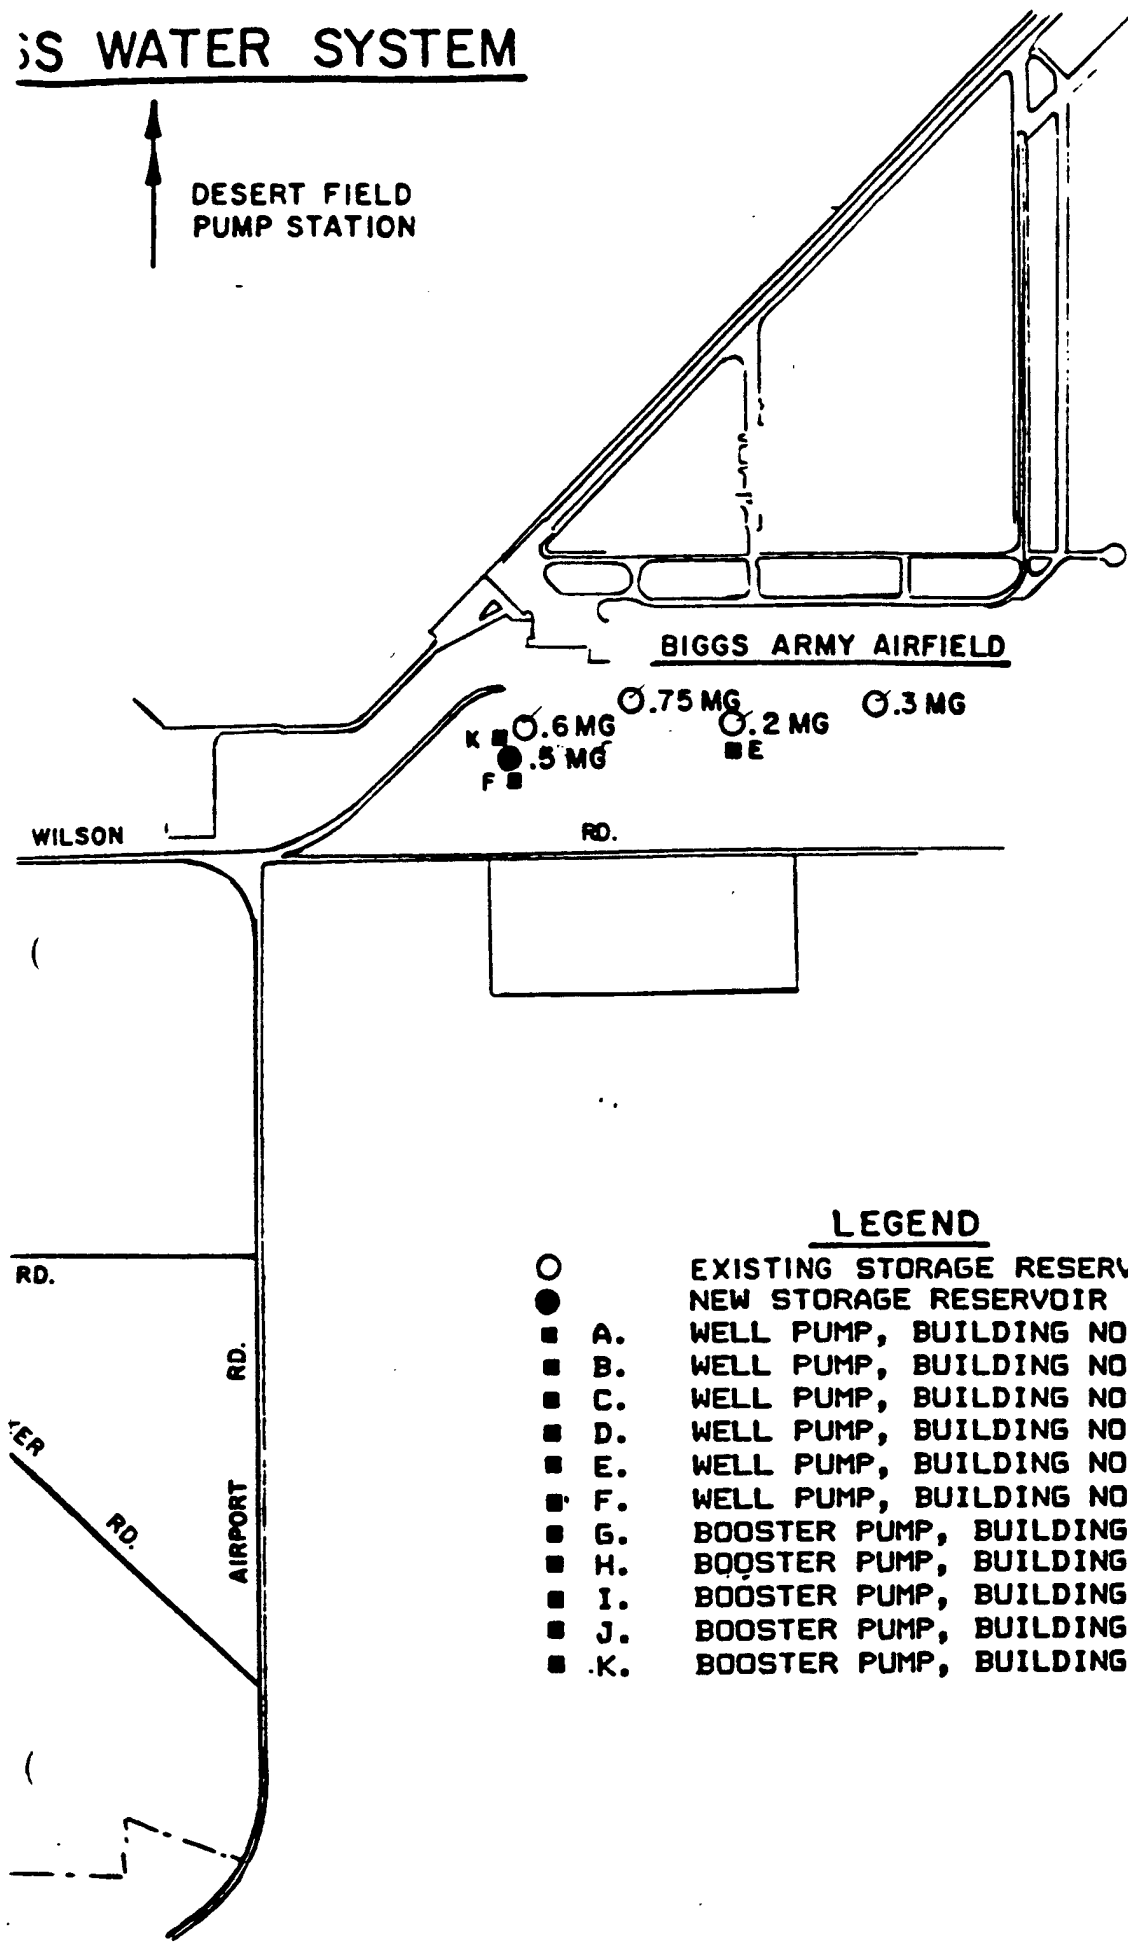 WATER SYSTEM
DESERT FIELD
PUMP STATION
BIGGS ARMY AIRFIELD
.75 MG
.3 MG
.6 MG
.2 MG
K
E
.5 MG
F
WILSON
RD.
RD.
RD.
AIRPORT
RD.
LEGEND
EXISTING STORAGE RESERV
NEW STORAGE RESERVOIR
A. WELL PUMP, BUILDING NO
B. WELL PUMP, BUILDING NO
C. WELL PUMP, BUILDING NO
D. WELL PUMP, BUILDING NO
E. WELL PUMP, BUILDING NO
F. WELL PUMP, BUILDING NO
G. BOOSTER PUMP, BUILDING
H. BOOSTER PUMP, BUILDING
I. BOOSTER PUMP, BUILDING
J. BOOSTER PUMP, BUILDING
K. BOOSTER PUMP, BUILDING